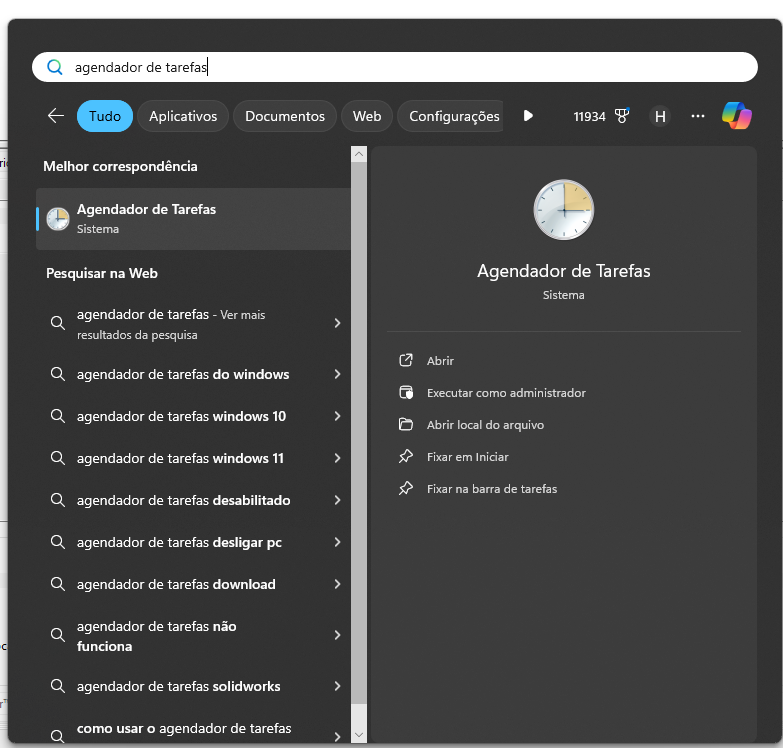 agendador de tarefas
Tudo Aplicativos Documentos Web Configurações 11934 H
Melhor correspondência
Agendador de Tarefas
Sistema
Pesquisar na Web
agendador de tarefas - Ver mais
resultados da pesquisa
agendador de tarefas do windows
agendador de tarefas windows 10
agendador de tarefas windows 11
agendador de tarefas desabilitado
agendador de tarefas desligar pc
agendador de tarefas download
agendador de tarefas não
funciona
agendador de tarefas solidworks
como usar o agendador de tarefas
Agendador de Tarefas
Sistema
Abrir
Executar como administrador
Abrir local do arquivo
Fixar em Iniciar
Fixar na barra de tarefas